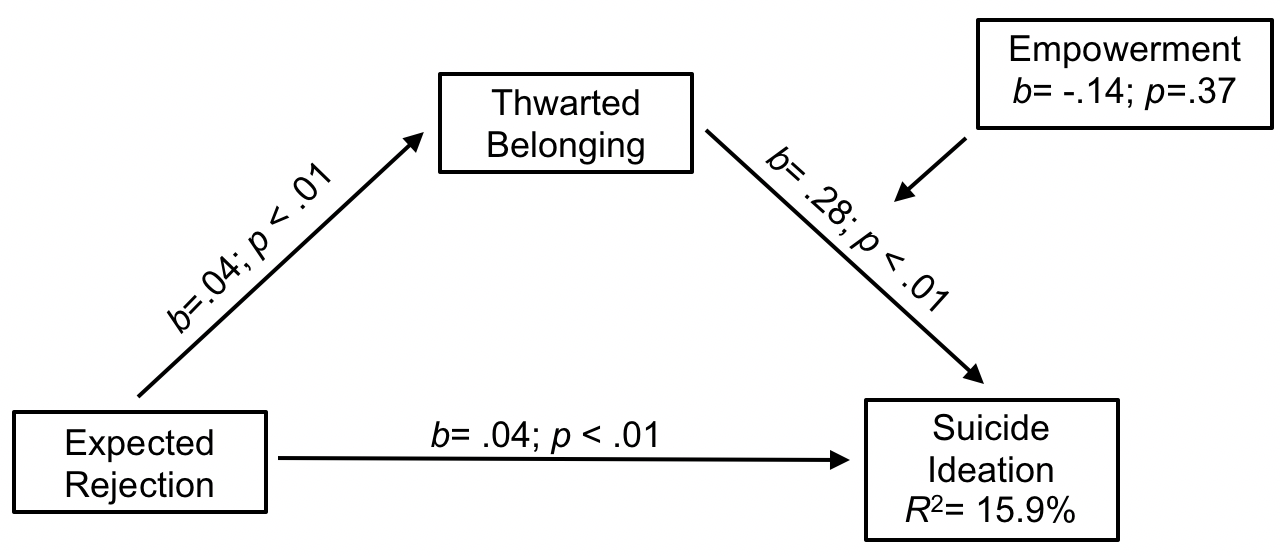 Empowerment
b= -.14; p=.37
Thwarted
Belonging
b=.04; p < .01
b= .28; p < .01
Expected
Rejection
b= .04; p < .01
Suicide
Ideation
R²= 15.9%